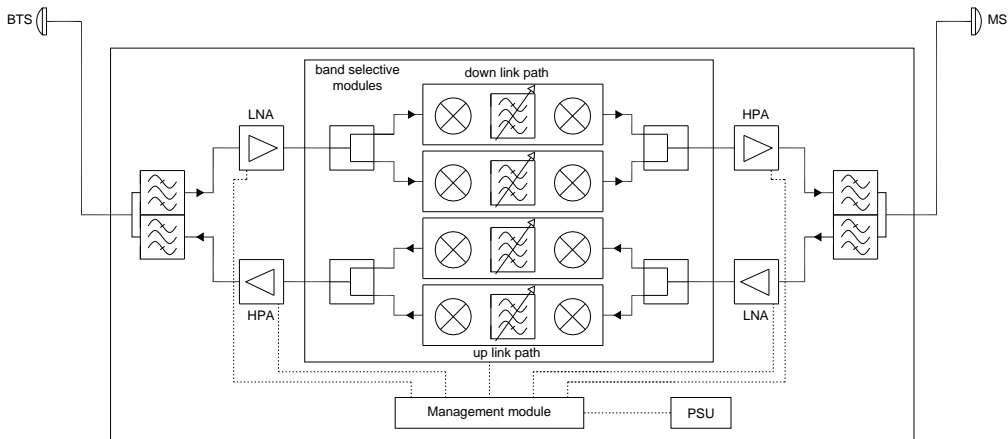 BTS
MS
band selective
modules
down link path
LNA
HPA
HPA
LNA
up link path
Management module
PSU